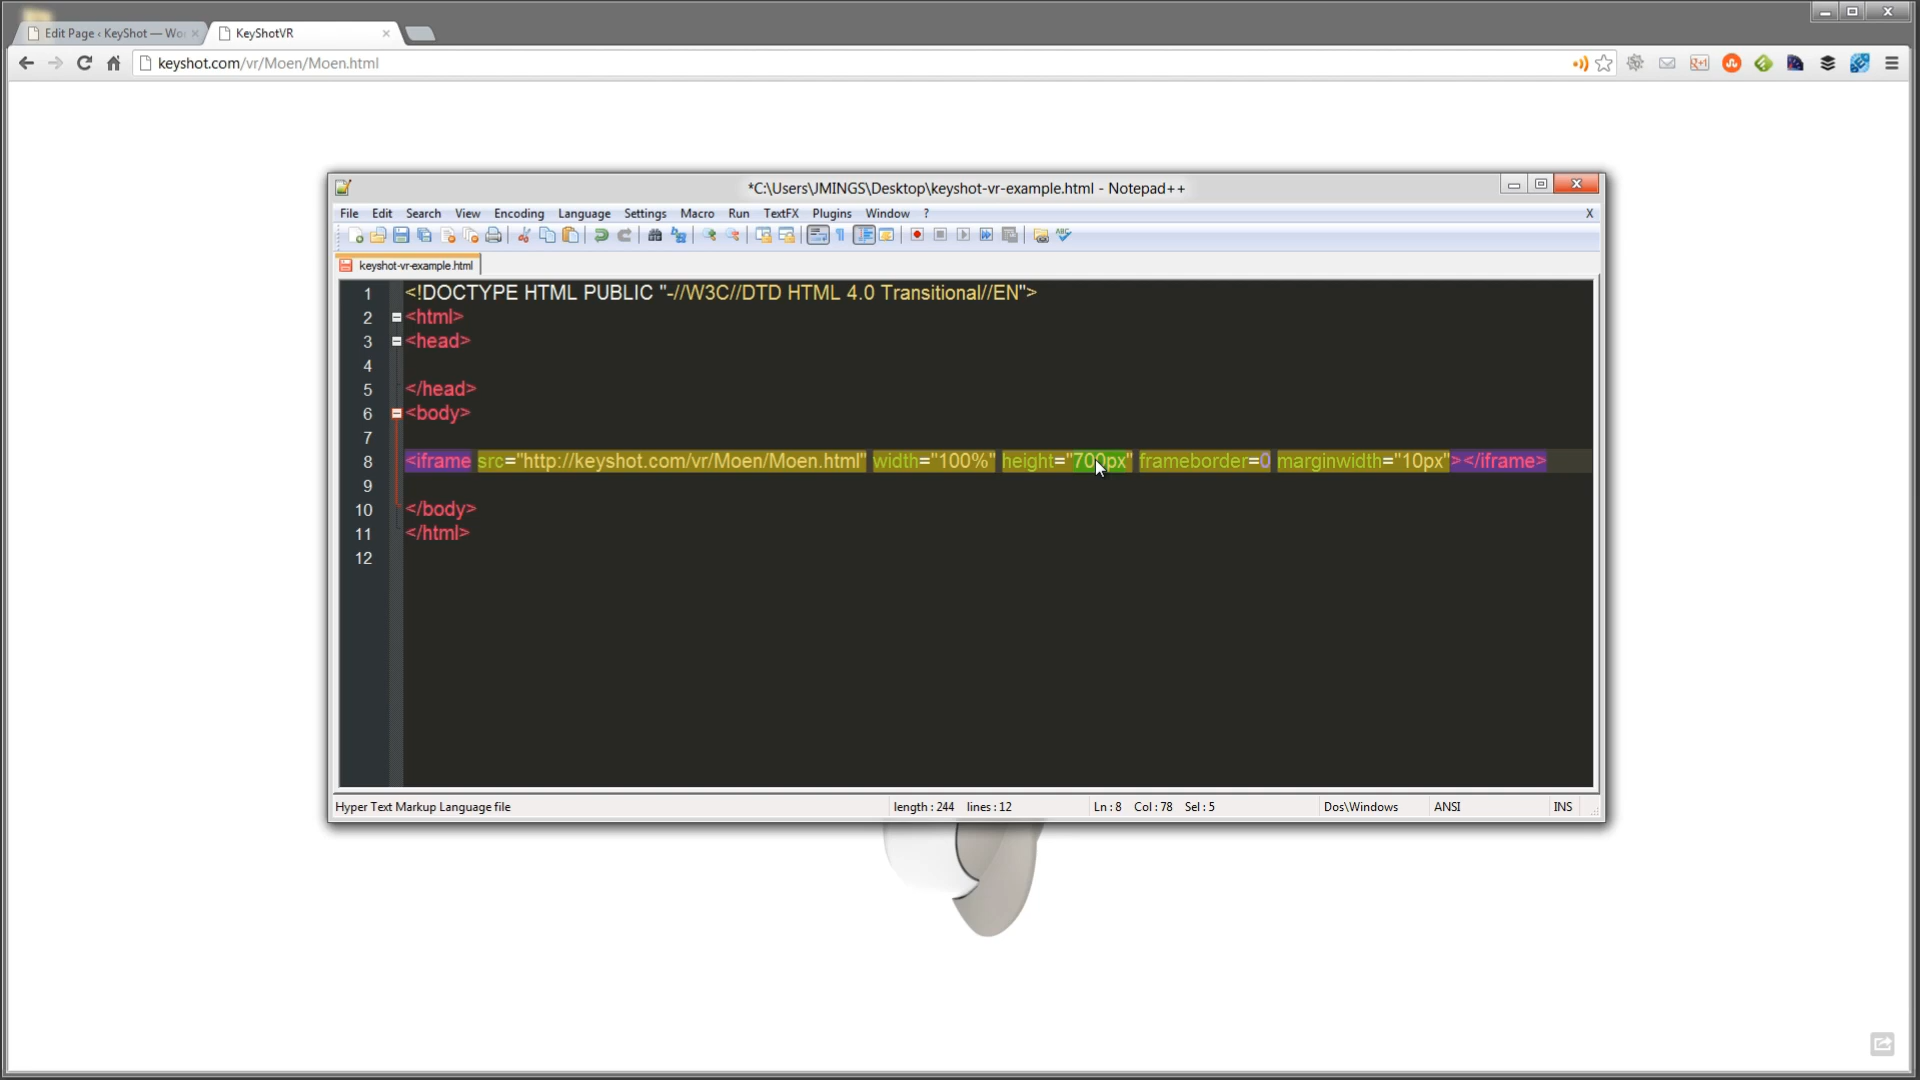 Edit Page ‹ KeyShot — Wo
KeyShotVR
keyshot.com/vr/Moen/Moen.html
*C:\Users\JMINGS\Desktop\keyshot-vr-example.html - Notepad++
File Edit Search View Encoding Language Settings Macro Run TextFX Plugins Window ? X
keyshot-vr-example.html
1 <!DOCTYPE HTML PUBLIC "-//W3C//DTD HTML 4.0 Transitional//EN">
2 <html>
3 <head>
4
5 </head>
6 <body>
7
8 <iframe src="http://keyshot.com/vr/Moen/Moen.html" width="100%" height="700px" frameborder=0 marginwidth="10px"></iframe>
9
10 </body>
11 </html>
12
Hyper Text Markup Language file length : 244 lines : 12 Ln : 8 Col : 78 Sel : 5 Dos\Windows ANSI INS